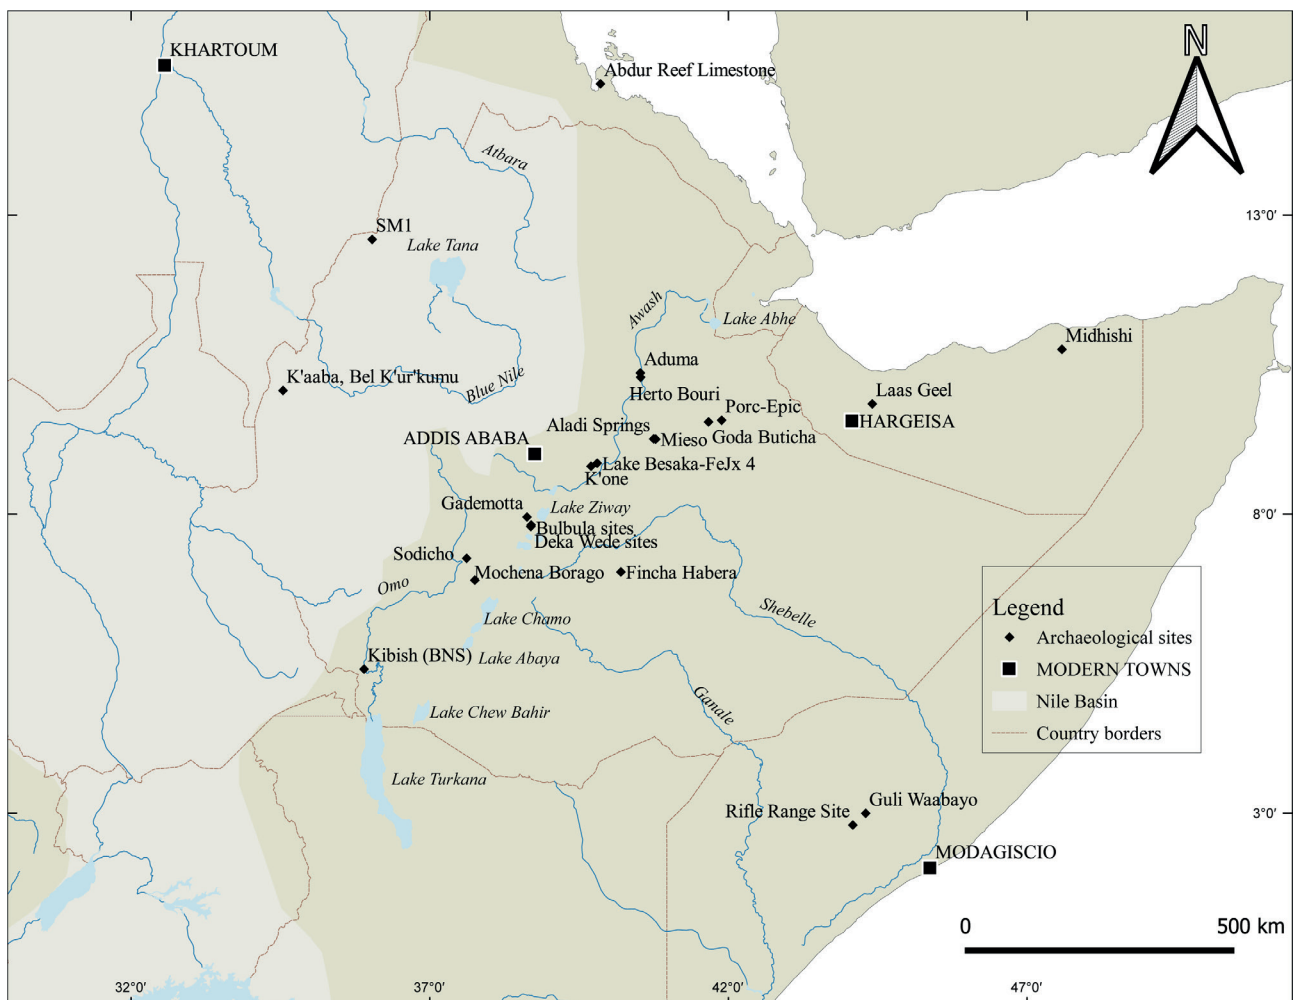 N
KHARTOUM
Abdur Reef Limestone
Atbara
SM1
Lake Tana
13°0′
Awash
Lake Abhe
Midhishi
Aduma
K'aaba, Bel K'ur'kumu
Blue Nile
Herto Bouri
Laas Geel
Porc-Epic
Aladi Springs
HARGEISA
ADDIS ABABA
Mieso
Goda Buticha
Lake Besaka-FeJx 4
K'one
Gademotta
Lake Ziway
8°0′
Bulbula sites
Deka Wede sites
Sodicho
Mochena Borago
Fincha Habera
Omo
Lake Chamo
Shebelle
Legend
Archaeological sites
MODERN TOWNS
Nile Basin
Country borders
Kibish (BNS)
Lake Abaya
Ganale
Lake Chew Bahir
Lake Turkana
Guli Waabayo
Rifle Range Site
3°0′
MODAGISCIO
0
500 km
32°0′
37°0′
42°0′
47°0′